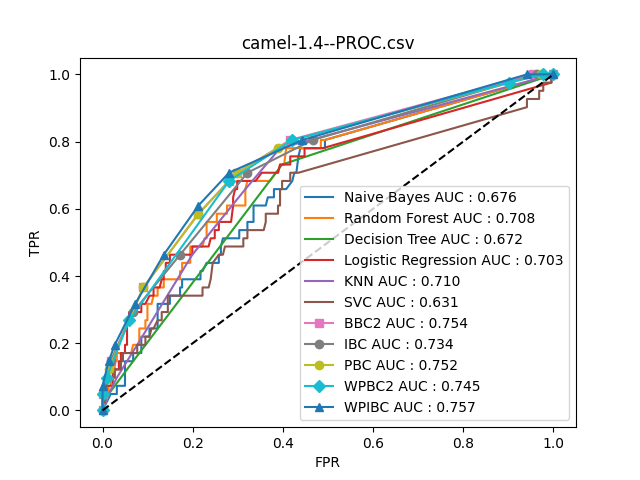 camel-1.4--PROC.csv
1.0
0.8
0.6
0.4
0.2
0.0
TPR
Naive Bayes AUC : 0.676
Random Forest AUC : 0.708
Decision Tree AUC : 0.672
Logistic Regression AUC : 0.703
KNN AUC : 0.710
SVC AUC : 0.631
BBC2 AUC : 0.754
IBC AUC : 0.734
PBC AUC : 0.752
WPBC2 AUC : 0.745
WPIBC AUC : 0.757
0.0 0.2 0.4 0.6 0.8 1.0
FPR